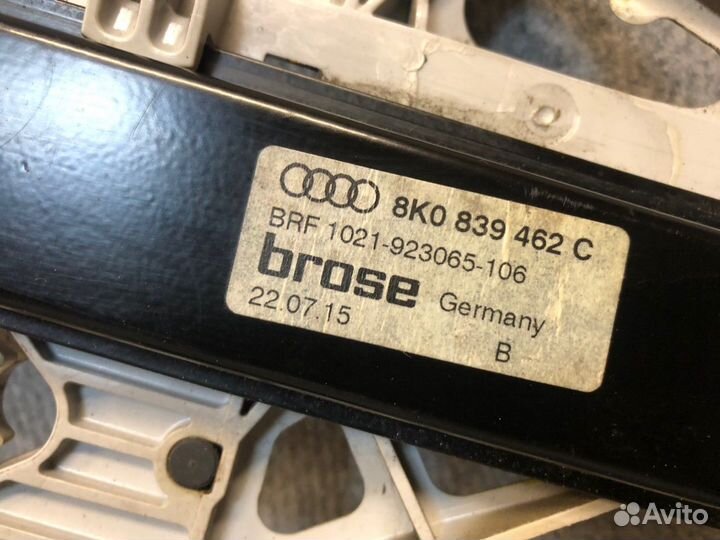 8K0 839 462 C
BRF 1021-923065-106
brose Germany
22.07.15 B
Avito